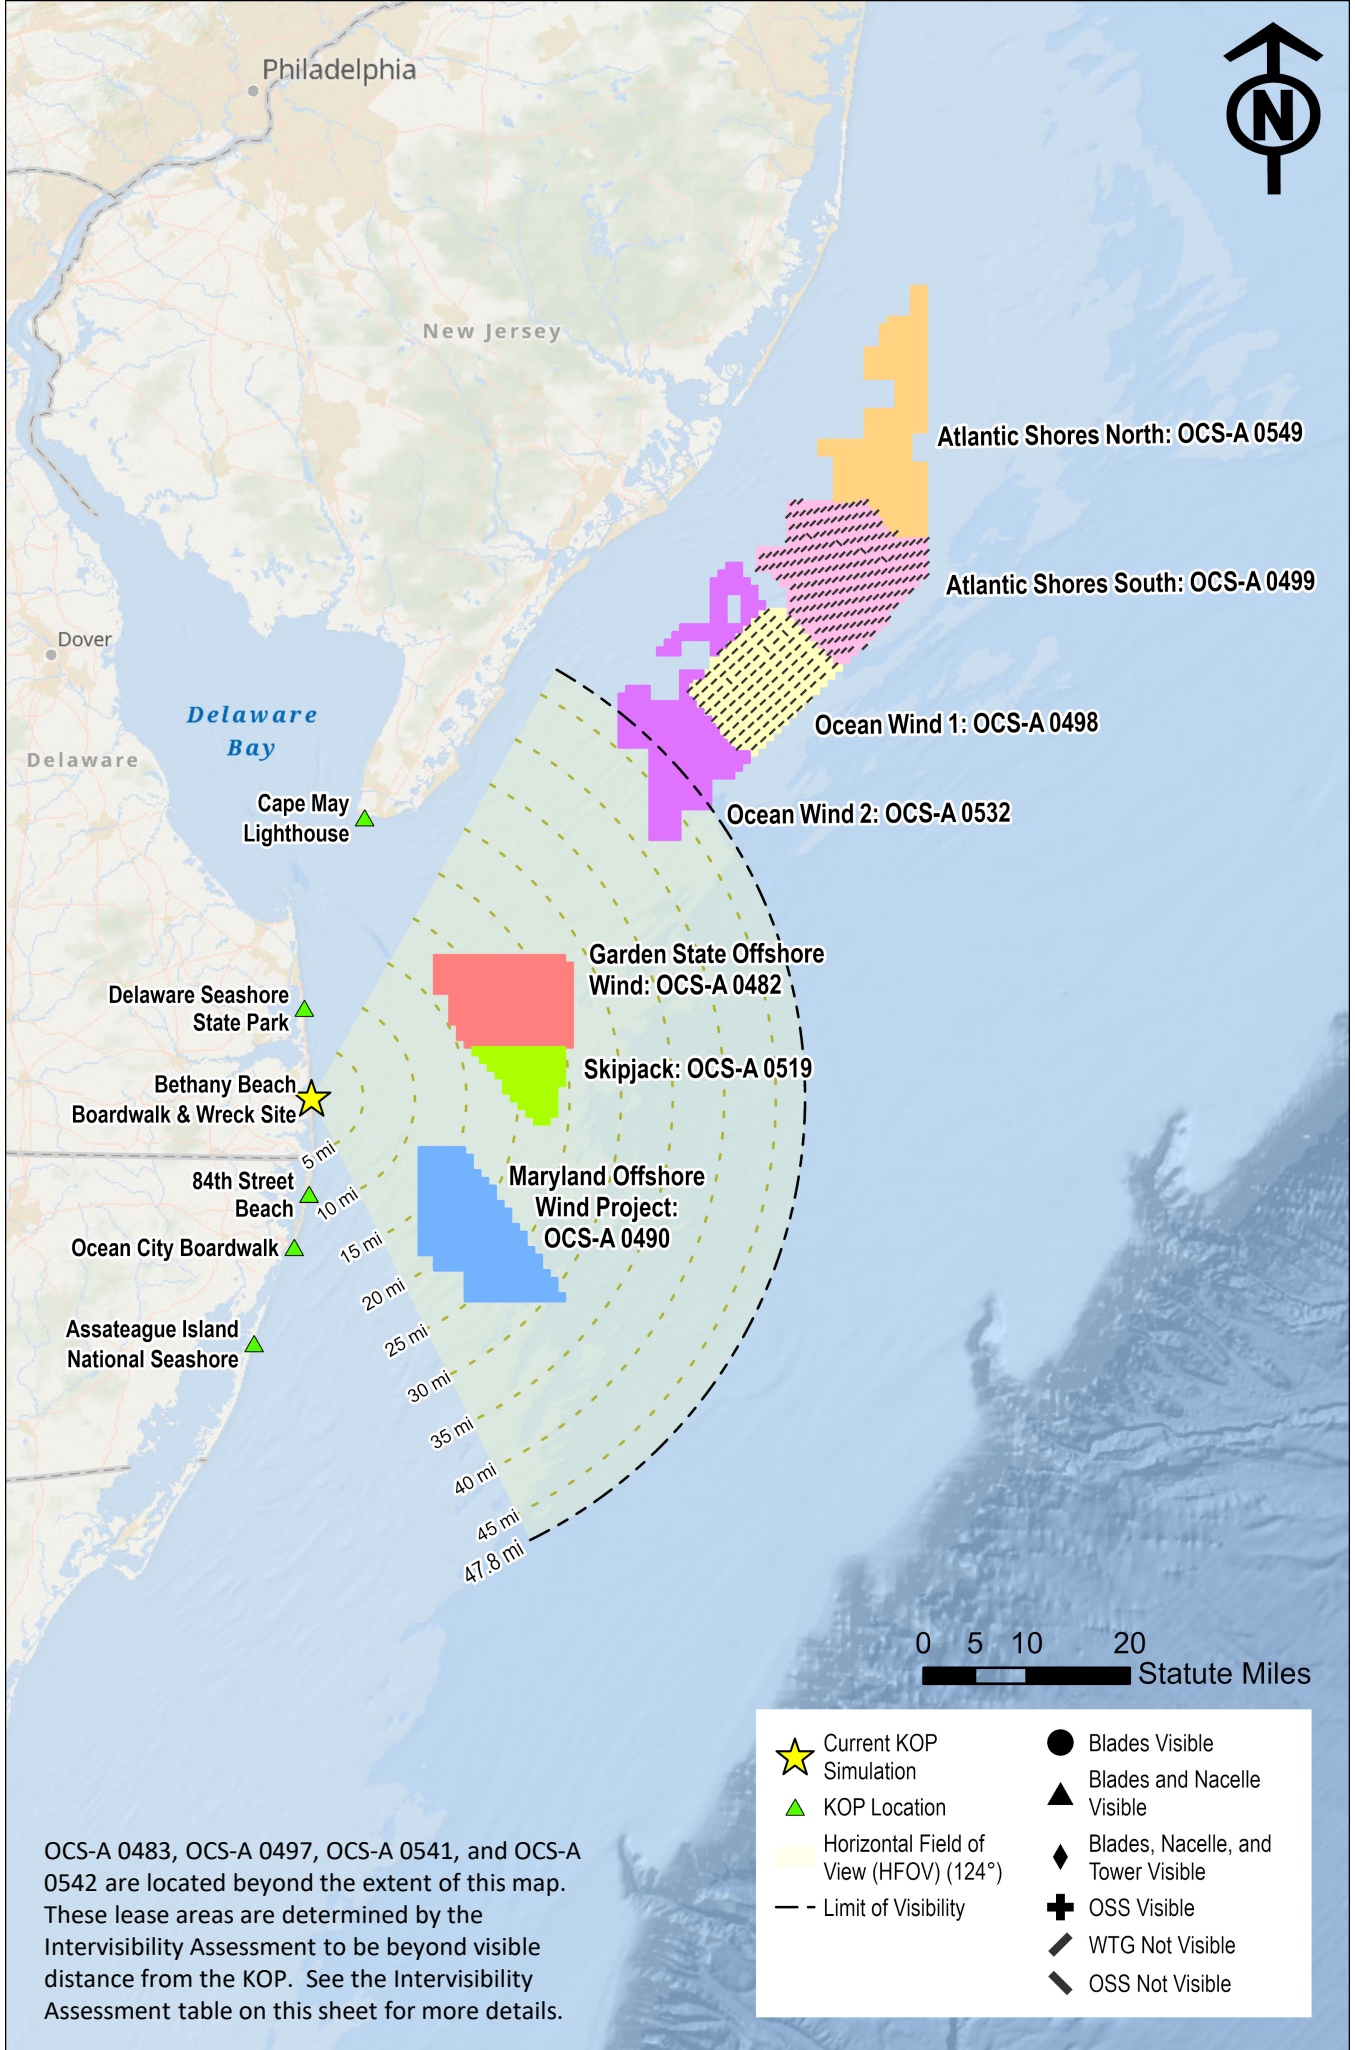 Philadelphia
N
New Jersey
Atlantic Shores North: OCS-A 0549
Atlantic Shores South: OCS-A 0499
Dover
Delaware
Bay
Delaware
Ocean Wind 1: OCS-A 0498
Cape May
Lighthouse
Ocean Wind 2: OCS-A 0532
Garden State Offshore
Wind: OCS-A 0482
Delaware Seashore
State Park
Skipjack: OCS-A 0519
Bethany Beach
Boardwalk & Wreck Site
5 mi
10 mi
15 mi
20 mi
25 mi
30 mi
35 mi
40 mi
45 mi
47.8 mi
84th Street
Beach
Maryland Offshore
Wind Project:
OCS-A 0490
Ocean City Boardwalk
Assateague Island
National Seashore
0 5 10 20
Statute Miles
Current KOP
Simulation
KOP Location
Horizontal Field of
View (HFOV) (124°)
Limit of Visibility
Blades Visible
Blades and Nacelle
Visible
Blades, Nacelle, and
Tower Visible
OSS Visible
WTG Not Visible
OSS Not Visible
OCS-A 0483, OCS-A 0497, OCS-A 0541, and OCS-A
0542 are located beyond the extent of this map.
These lease areas are determined by the
Intervisibility Assessment to be beyond visible
distance from the KOP.  See the Intervisibility
Assessment table on this sheet for more details.